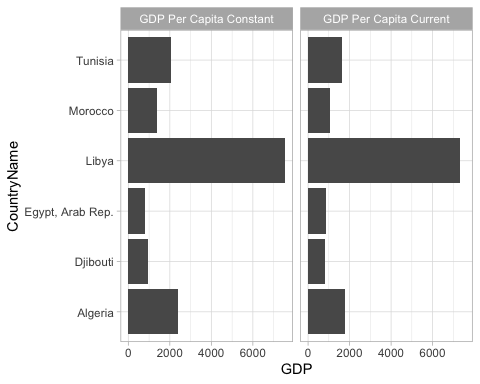 GDP Per Capita Constant GDP Per Capita Current
CountryName
Tunisia
Morocco
Libya
Egypt, Arab Rep.
Djibouti
Algeria
0 2000 4000 6000 0 2000 4000 6000
GDP